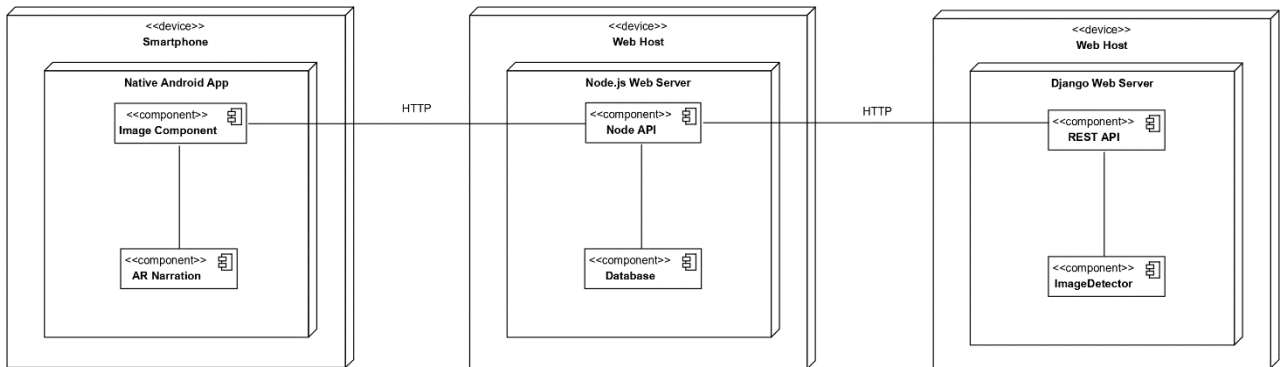 <<device>>
Smartphone
Native Android App
<<component>>
Image Component
<<component>>
AR Narration
HTTP
<<device>>
Web Host
Node.js Web Server
<<component>>
Node API
<<component>>
Database
HTTP
<<device>>
Web Host
Django Web Server
<<component>>
REST API
<<component>>
ImageDetector